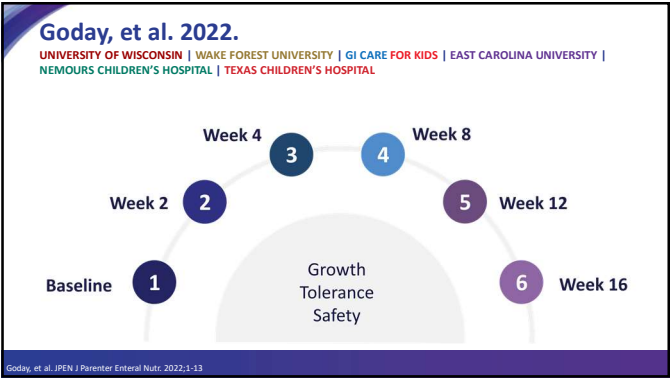 Goday, et al. 2022.
UNIVERSITY OF WISCONSIN | WAKE FOREST UNIVERSITY | GI CARE FOR KIDS | EAST CAROLINA UNIVERSITY |
NEMOURS CHILDREN'S HOSPITAL | TEXAS CHILDREN'S HOSPITAL
Baseline 1
Week 2 2
Week 4 3
4 Week 8
5 Week 12
6 Week 16
Growth
Tolerance
Safety
Goday, et al. JPEN J Parenter Enteral Nutr. 2022;1-13